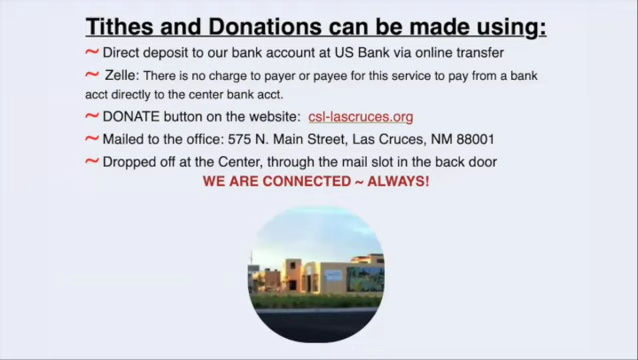 Tithes and Donations can be made using:
~ Direct deposit to our bank account at US Bank via online transfer
~ Zelle: There is no charge to payer or payee for this service to pay from a bank
acct directly to the center bank acct.
~ DONATE button on the website: csl-lascruces.org
~ Mailed to the office: 575 N. Main Street, Las Cruces, NM 88001
~ Dropped off at the Center, through the mail slot in the back door
WE ARE CONNECTED ~ ALWAYS!